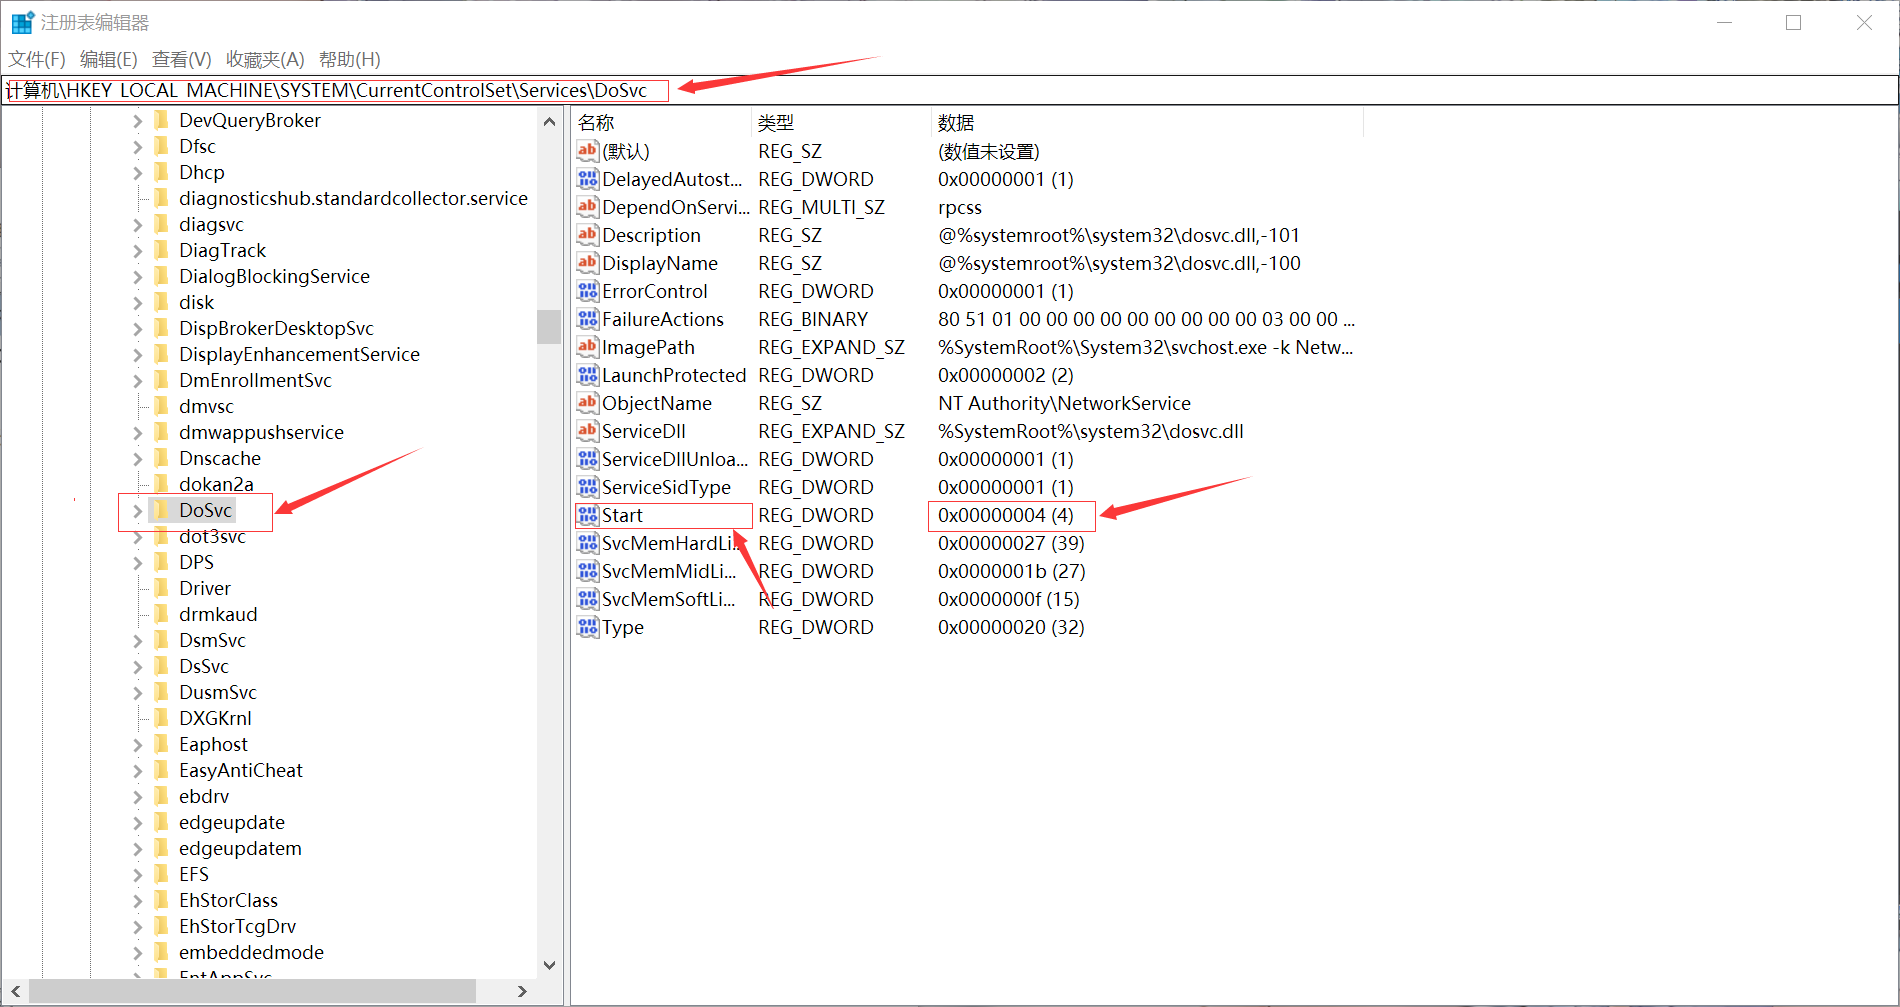 注册表编辑器
文件(F) 编辑(E) 查看(V) 收藏夹(A) 帮助(H)
计算机\HKEY_LOCAL_MACHINE\SYSTEM\CurrentControlSet\Services\DoSvc
DevQueryBroker
Dfsc
Dhcp
diagnosticshub.standardcollector.service
diagsvc
DiagTrack
DialogBlockingService
disk
DispBrokerDesktopSvc
DisplayEnhancementService
DmEnrollmentSvc
dmvsc
dmwappushservice
Dnscache
dokan2a
DoSvc
dot3svc
DPS
Driver
drmkaud
DsmSvc
DsSvc
DusmSvc
DXGKrnl
Eaphost
EasyAntiCheat
ebdrv
edgeupdate
edgeupdatem
EFS
EhStorClass
EhStorTcgDrv
embeddedmode
EntAppSvc
名称 类型 数据
(默认) REG_SZ (数值未设置)
DelayedAutost... REG_DWORD 0x00000001 (1)
DependOnServi... REG_MULTI_SZ rpcss
Description REG_SZ @%systemroot%\system32\dosvc.dll,-101
DisplayName REG_SZ @%systemroot%\system32\dosvc.dll,-100
ErrorControl REG_DWORD 0x00000001 (1)
FailureActions REG_BINARY 80 51 01 00 00 00 00 00 00 00 00 00 03 00 00 ...
ImagePath REG_EXPAND_SZ %SystemRoot%\System32\svchost.exe -k Netw...
LaunchProtected REG_DWORD 0x00000002 (2)
ObjectName REG_SZ NT Authority\NetworkService
ServiceDll REG_EXPAND_SZ %SystemRoot%\system32\dosvc.dll
ServiceDllUnloa... REG_DWORD 0x00000001 (1)
ServiceSidType REG_DWORD 0x00000001 (1)
Start REG_DWORD 0x00000004 (4)
SvcMemHardLi... REG_DWORD 0x00000027 (39)
SvcMemMidLi... REG_DWORD 0x0000001b (27)
SvcMemSoftLi... REG_DWORD 0x0000000f (15)
Type REG_DWORD 0x00000020 (32)